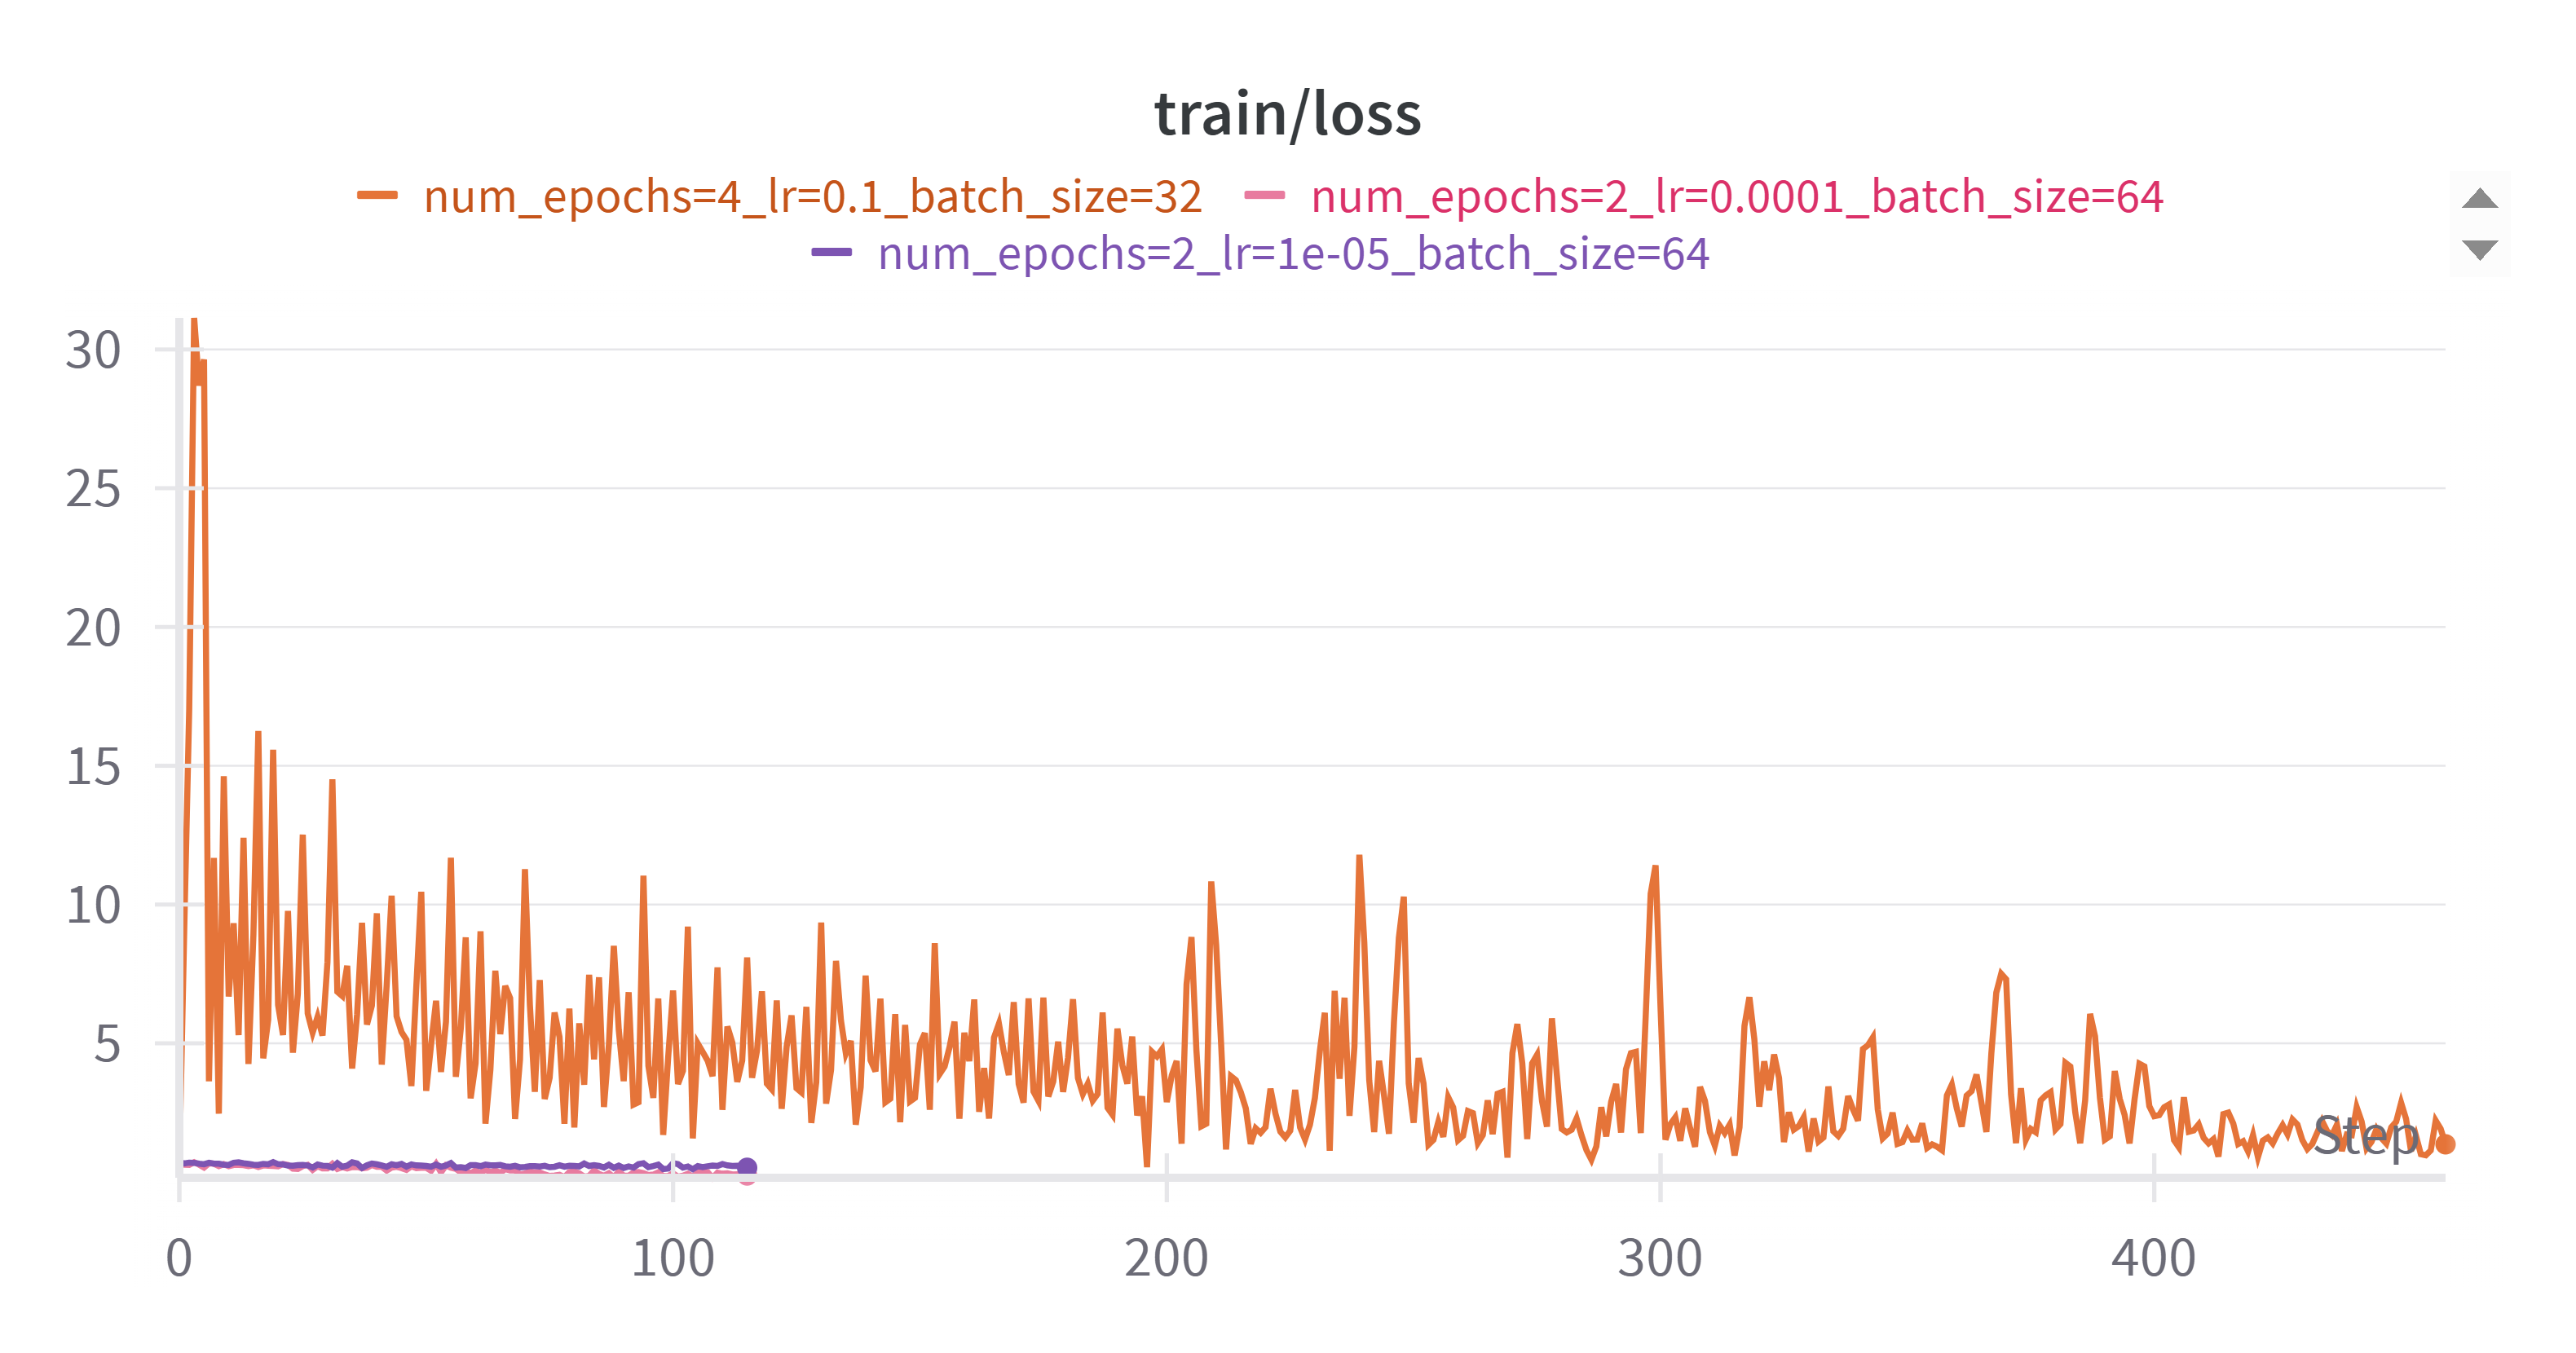 train/loss
num_epochs=4_lr=0.1_batch_size=32 num_epochs=2_lr=0.0001_batch_size=64
num_epochs=2_lr=1e-05_batch_size=64
30
25
20
15
10
5
Step
0 100 200 300 400